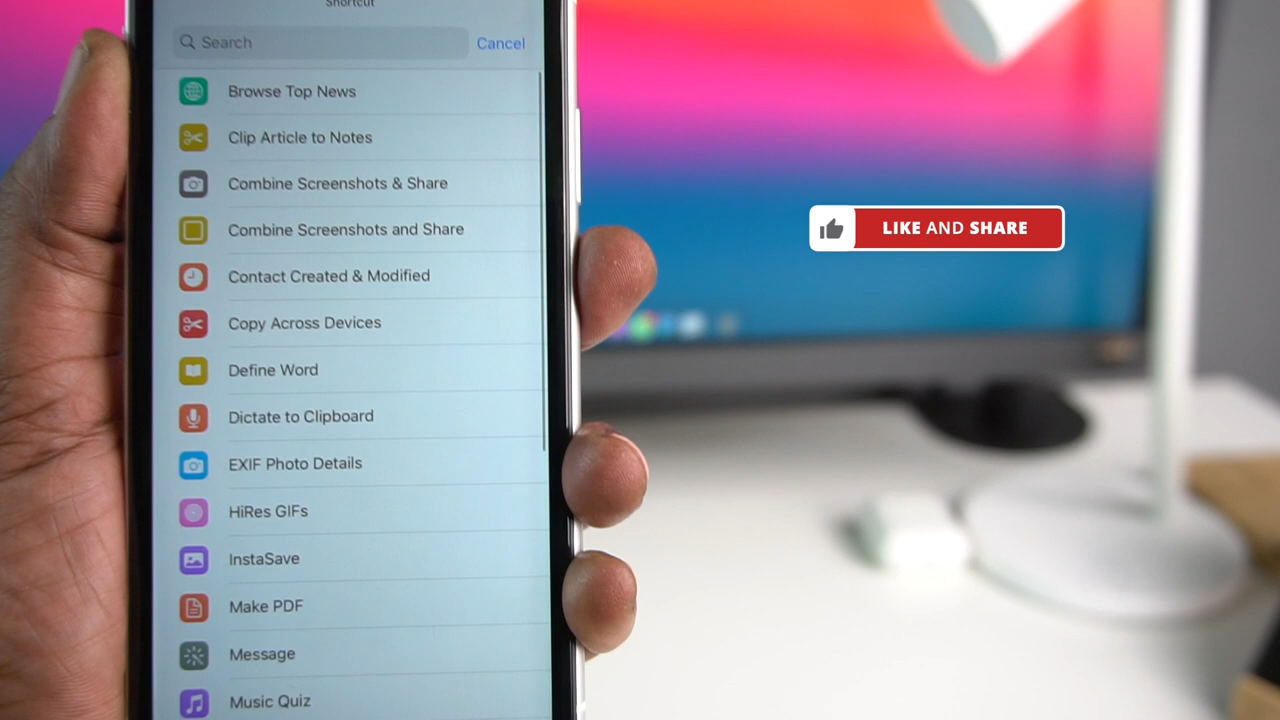 Shortcut
Search
Cancel
Browse Top News
Clip Article to Notes
Combine Screenshots & Share
Combine Screenshots and Share
Contact Created & Modified
Copy Across Devices
Define Word
Dictate to Clipboard
EXIF Photo Details
HiRes GIFs
InstaSave
Make PDF
Message
Music Quiz
LIKE AND SHARE